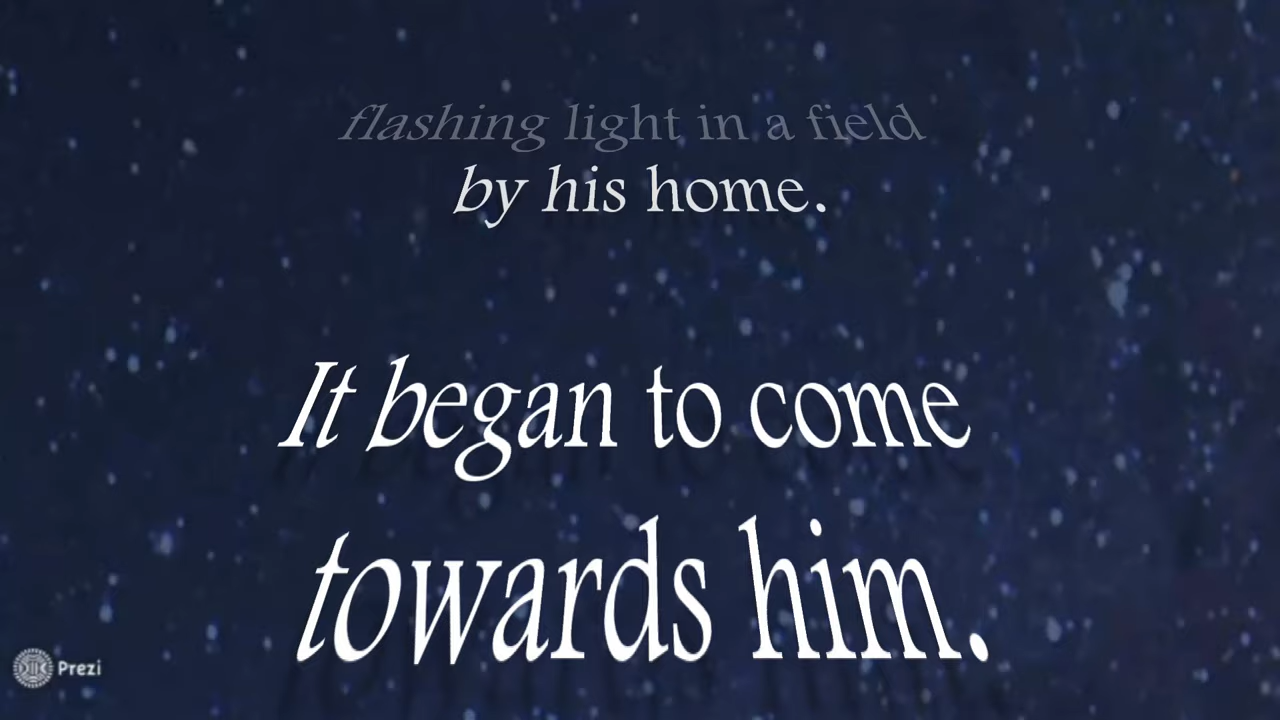 flashing light in a field
by his home.
It began to come
towards him.
Prezi